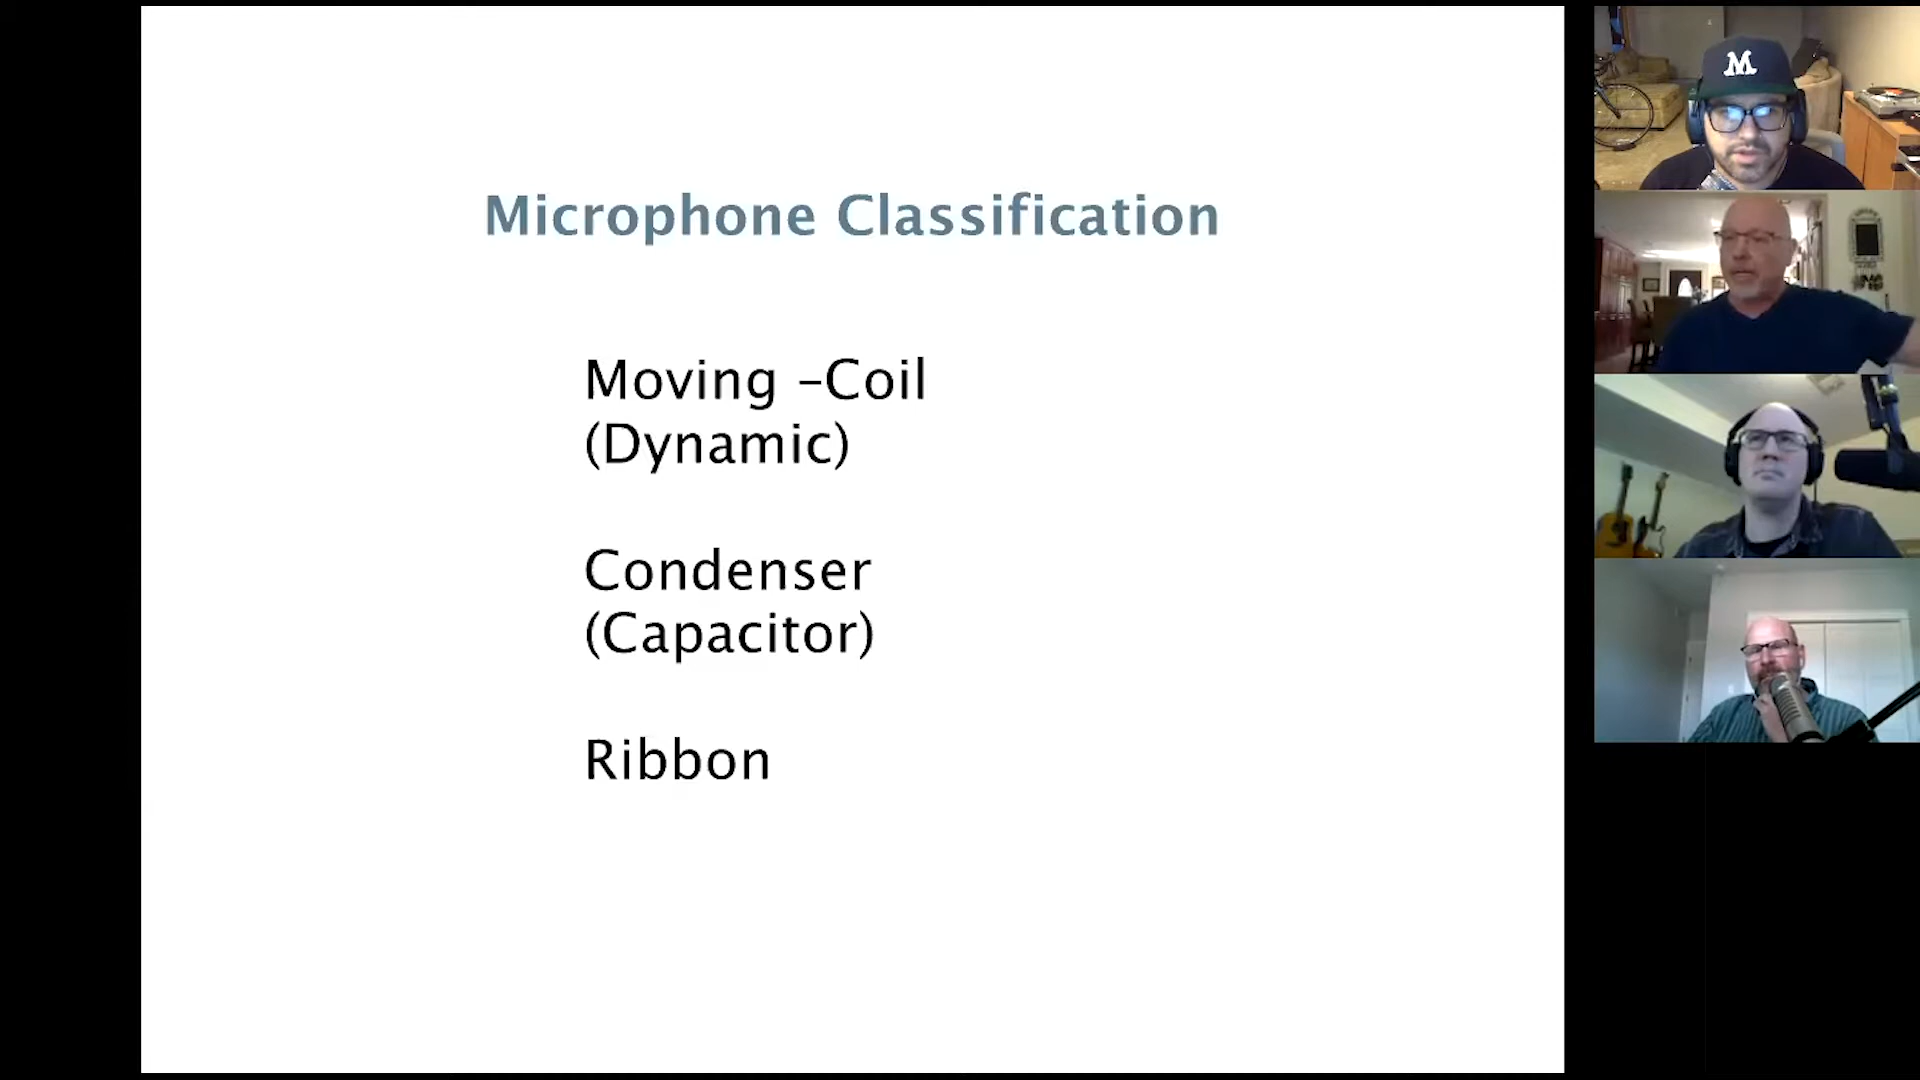 Microphone Classification
Moving –Coil
(Dynamic)
Condenser
(Capacitor)
Ribbon
M